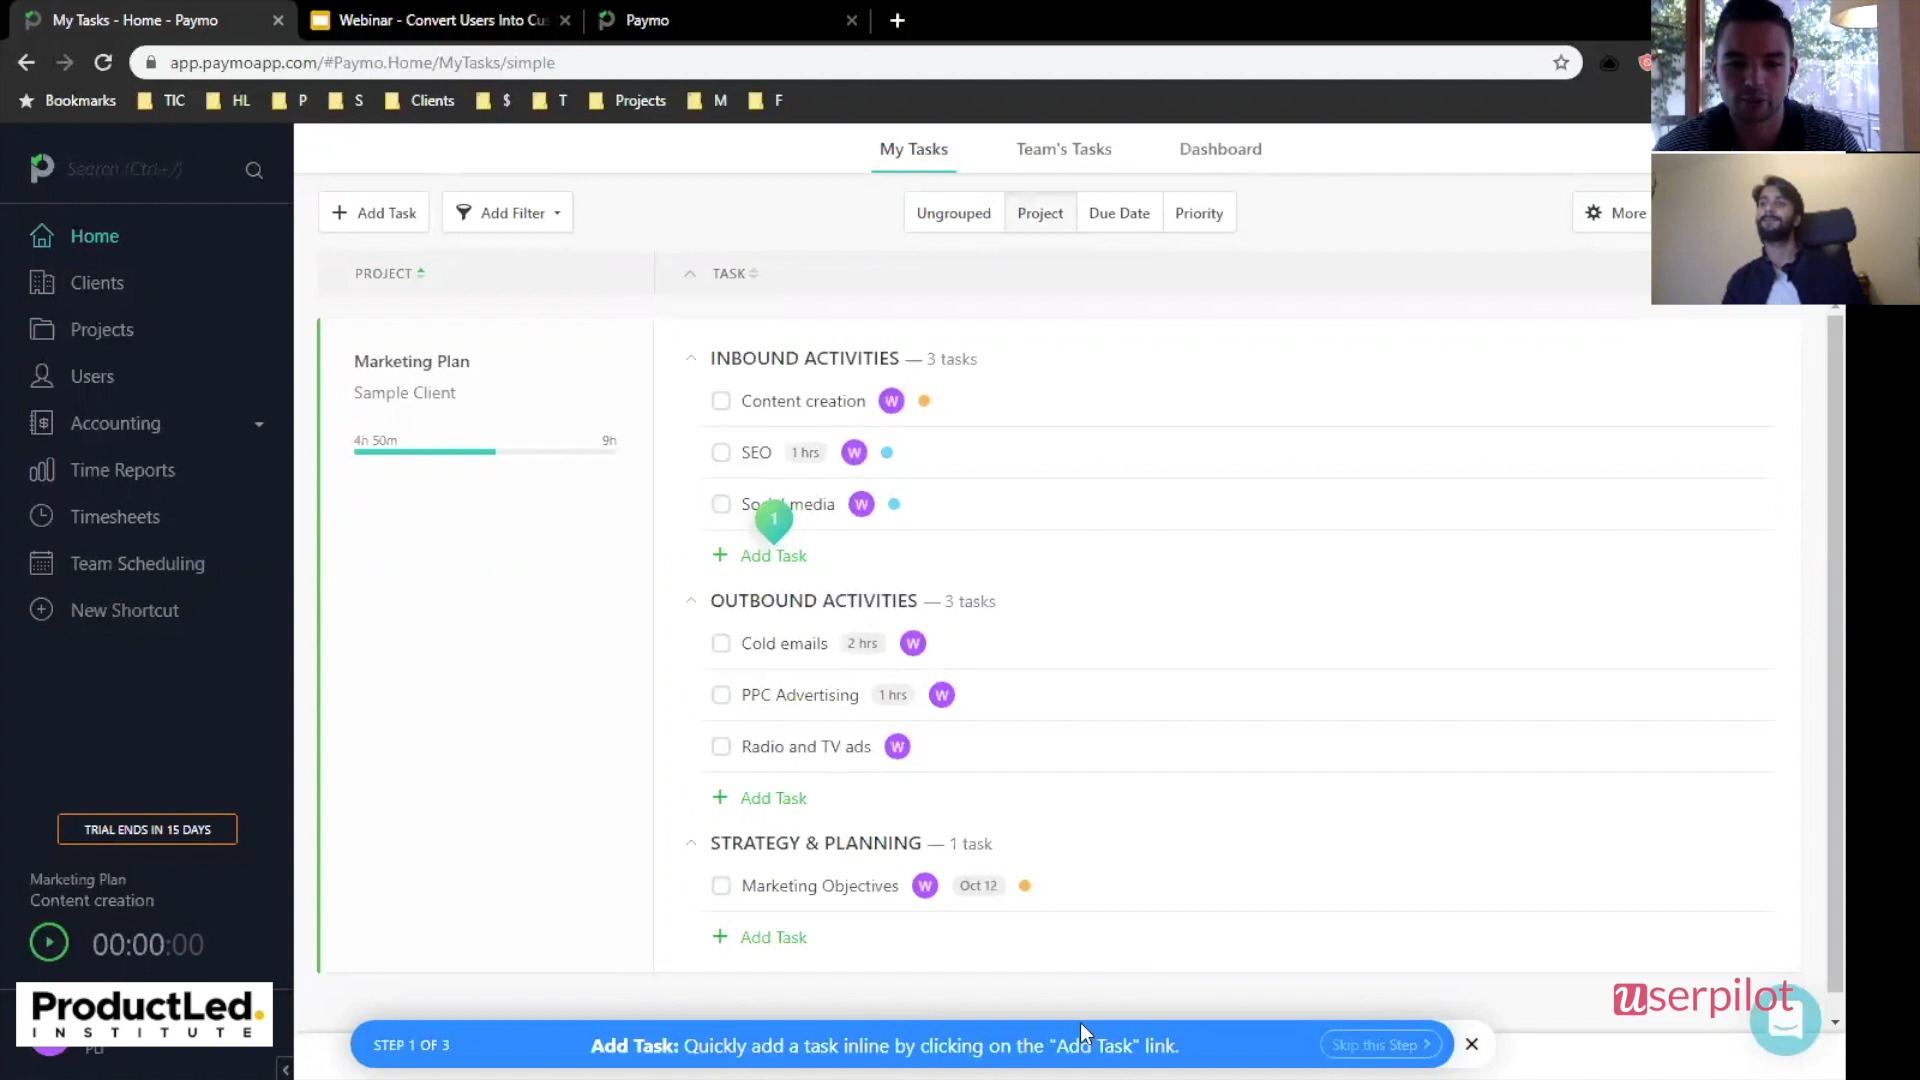 My Tasks - Home - Paymo
Webinar - Convert Users Into Cus
Paymo
app.paymoapp.com/#Paymo.Home/MyTasks/simple
Bookmarks TIC HL P S Clients $ T Projects M F
Search (Ctrl+/)
My Tasks Team's Tasks Dashboard
Add Task Add Filter Ungrouped Project Due Date Priority More
Home
Clients
Projects
Users
Accounting
Time Reports
Timesheets
Team Scheduling
New Shortcut
TRIAL ENDS IN 15 DAYS
Marketing Plan
Content creation
00:00:00
ProductLed.
INSTITUTE
PROJECT TASK
Marketing Plan
Sample Client
4h 50m 9h
INBOUND ACTIVITIES — 3 tasks
Content creation W
SEO 1 hrs W
Social media W
1
+ Add Task
OUTBOUND ACTIVITIES — 3 tasks
Cold emails 2 hrs W
PPC Advertising 1 hrs W
Radio and TV ads W
+ Add Task
STRATEGY & PLANNING — 1 task
Marketing Objectives W Oct 12
+ Add Task
userpilot
STEP 1 OF 3 Add Task: Quickly add a task inline by clicking on the "Add Task" link. Skip this Step >